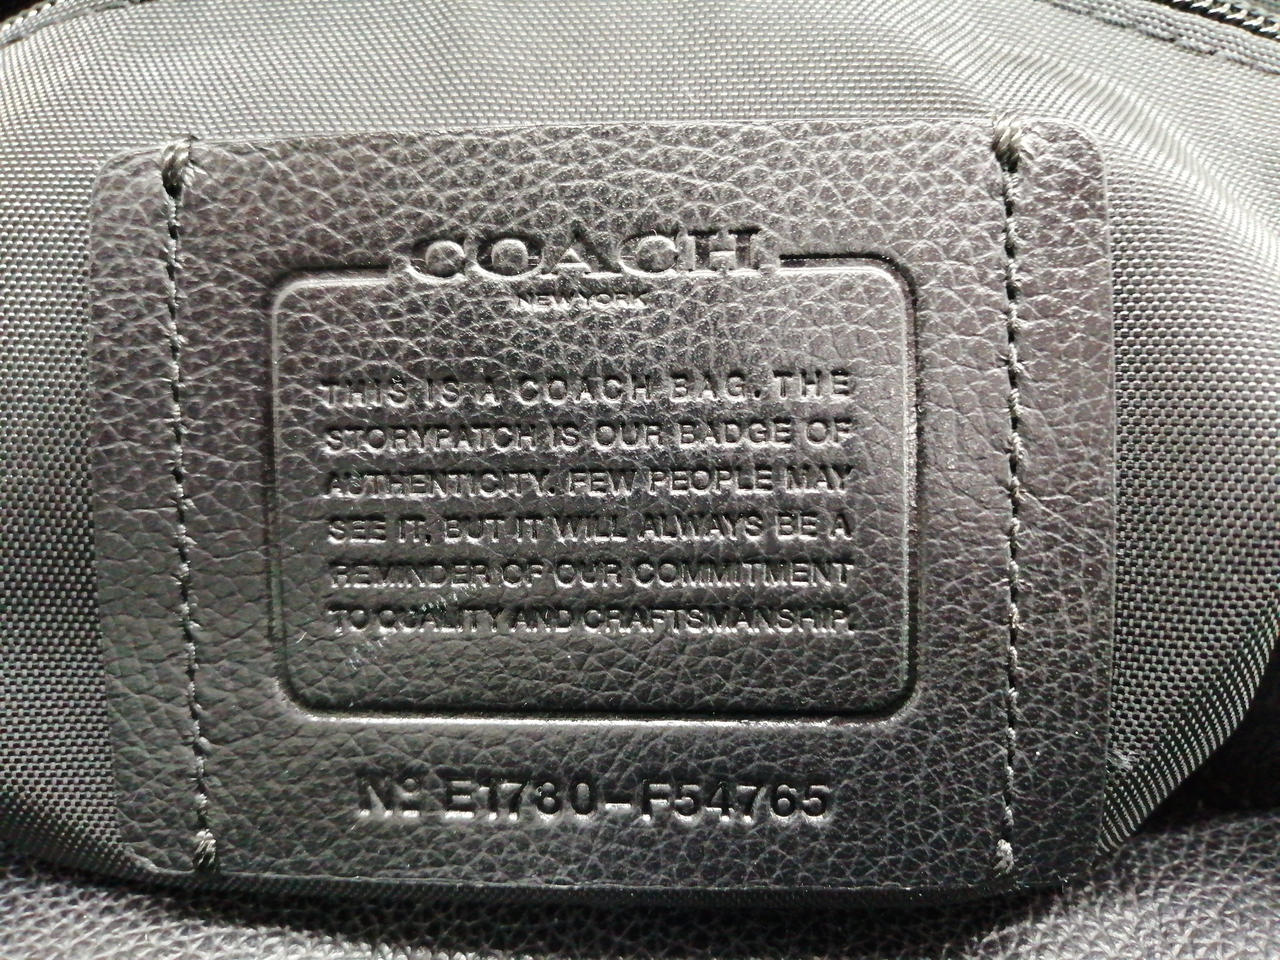 COACH
NEW YORK
THIS IS A COACH BAG. THE
STORYPATCH IS OUR BADGE OF
AUTHENTICITY. FEW PEOPLE MAY
SEE IT, BUT IT WILL ALWAYS BE A
REMINDER OF OUR COMMITMENT
TO QUALITY AND CRAFTSMANSHIP.
Nº E1780-F54765